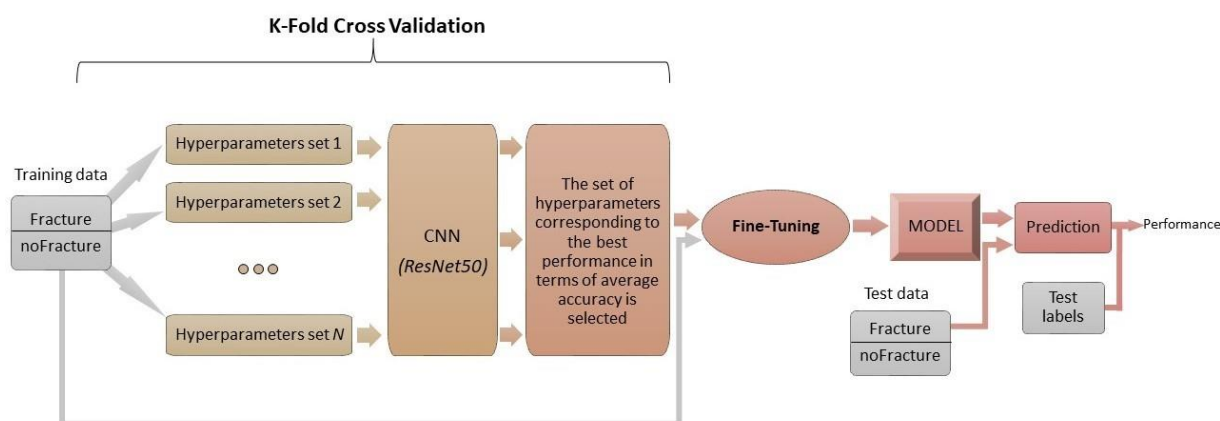 K-Fold Cross Validation
Training data
Fracture
noFracture
Hyperparameters set 1
Hyperparameters set 2
Hyperparameters set N
CNN
(ResNet50)
The set of
hyperparameters
corresponding to
the best
performance in
terms of average
accuracy is
selected
Fine-Tuning
MODEL
Prediction
Performance
Test data
Fracture
noFracture
Test
labels